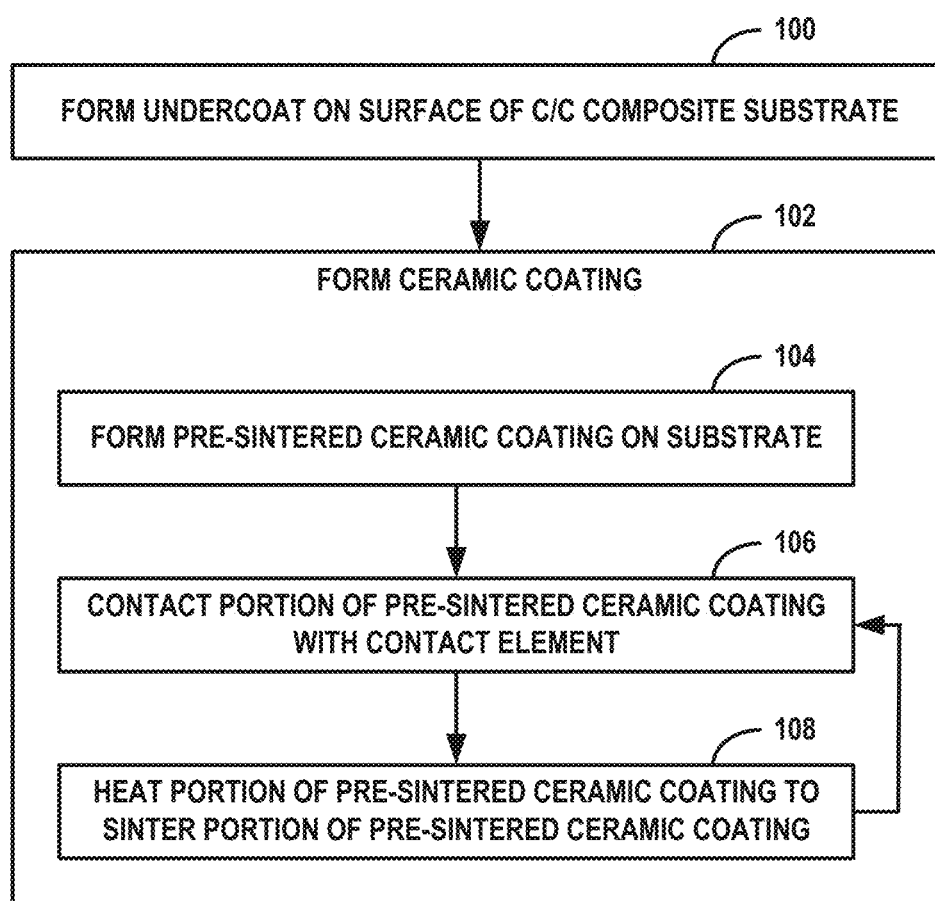 100
FORM UNDERCOAT ON SURFACE OF C/C COMPOSITE SUBSTRATE
102
FORM CERAMIC COATING
104
FORM PRE-SINTERED CERAMIC COATING ON SUBSTRATE
106
CONTACT PORTION OF PRE-SINTERED CERAMIC COATING
WITH CONTACT ELEMENT
108
HEAT PORTION OF PRE-SINTERED CERAMIC COATING TO
SINTER PORTION OF PRE-SINTERED CERAMIC COATING